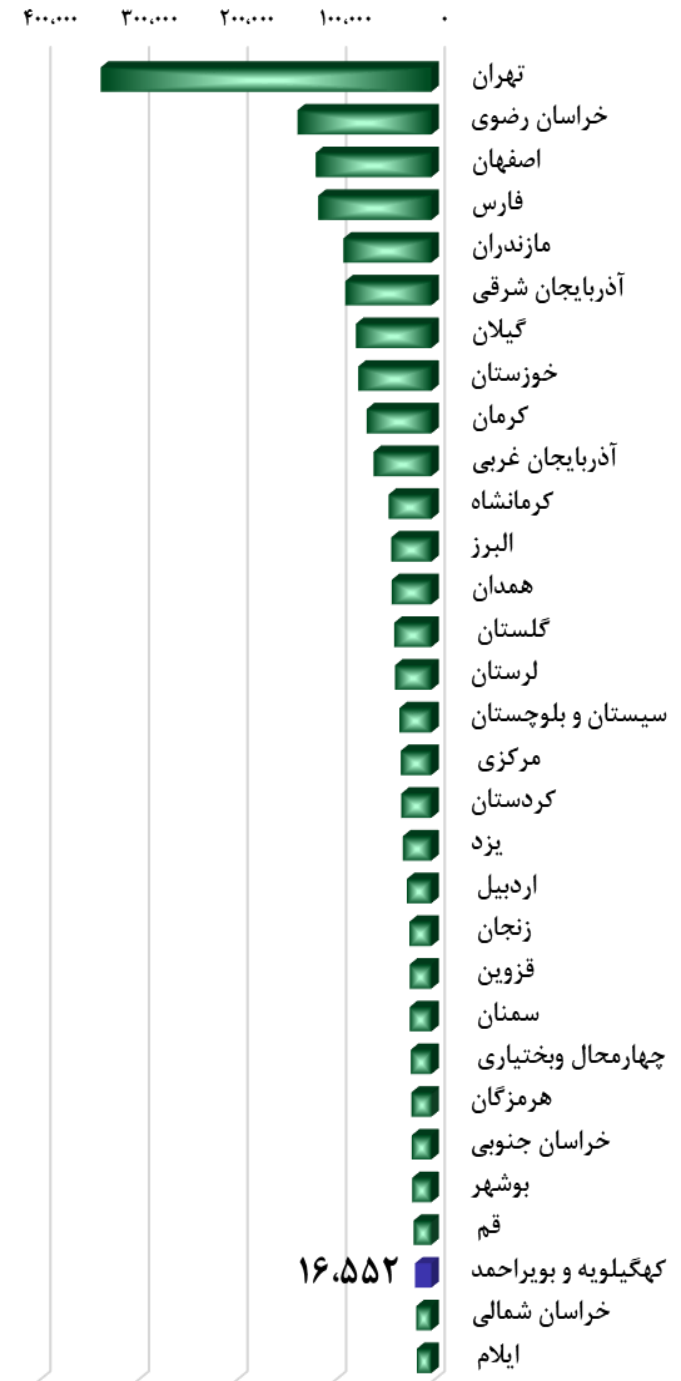 ۴۰۰،۰۰۰ ۳۰۰،۰۰۰ ۲۰۰،۰۰۰ ۱۰۰،۰۰۰ ۰
تهران
خراسان رضوی
اصفهان
فارس
مازندران
آذربایجان شرقی
گیلان
خوزستان
کرمان
آذربایجان غربی
کرمانشاه
البرز
همدان
گلستان
لرستان
سیستان و بلوچستان
مرکزی
کردستان
یزد
اردبیل
زنجان
قزوین
سمنان
چهارمحال وبختیاری
هرمزگان
خراسان جنوبی
بوشهر
قم
کهگیلویه و بویراحمد ۱۶،۵۵۲
خراسان شمالی
ایلام